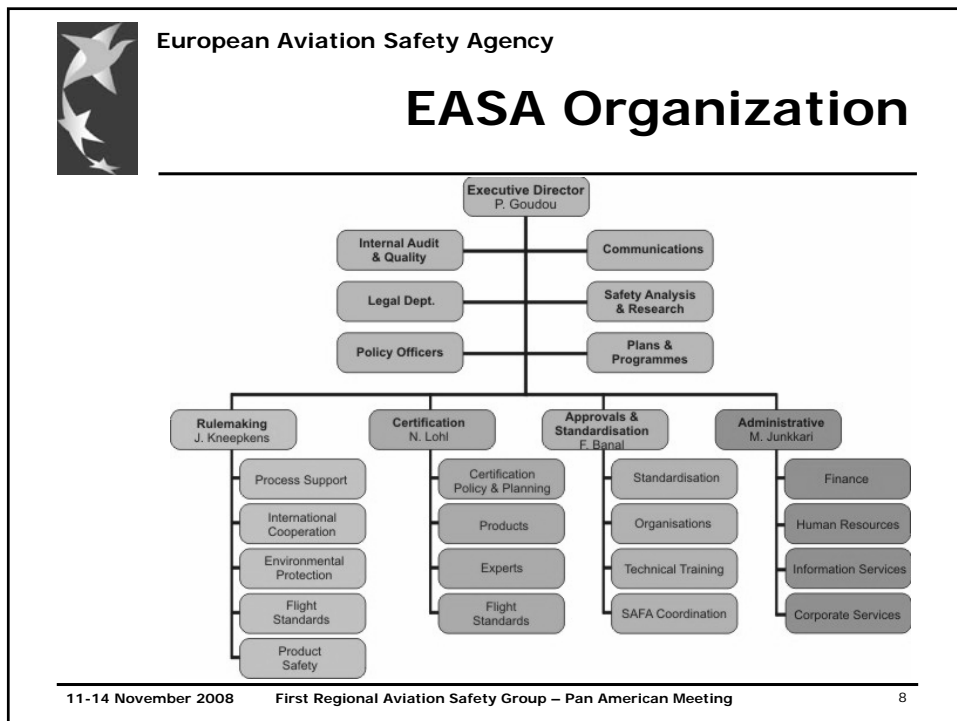 European Aviation Safety Agency
EASA Organization
Executive Director
P. Goudou
Internal Audit
& Quality
Communications
Legal Dept.
Safety Analysis
& Research
Policy Officers
Plans &
Programmes
Rulemaking
J. Kneepkens
Process Support
International
Cooperation
Environmental
Protection
Flight
Standards
Product
Safety
Certification
N. Lohl
Certification
Policy & Planning
Products
Experts
Flight
Standards
Approvals &
Standardisation
F. Banal
Standardisation
Organisations
Technical Training
SAFA Coordination
Administrative
M. Junkkari
Finance
Human Resources
Information Services
Corporate Services
11-14 November 2008 First Regional Aviation Safety Group – Pan American Meeting 8